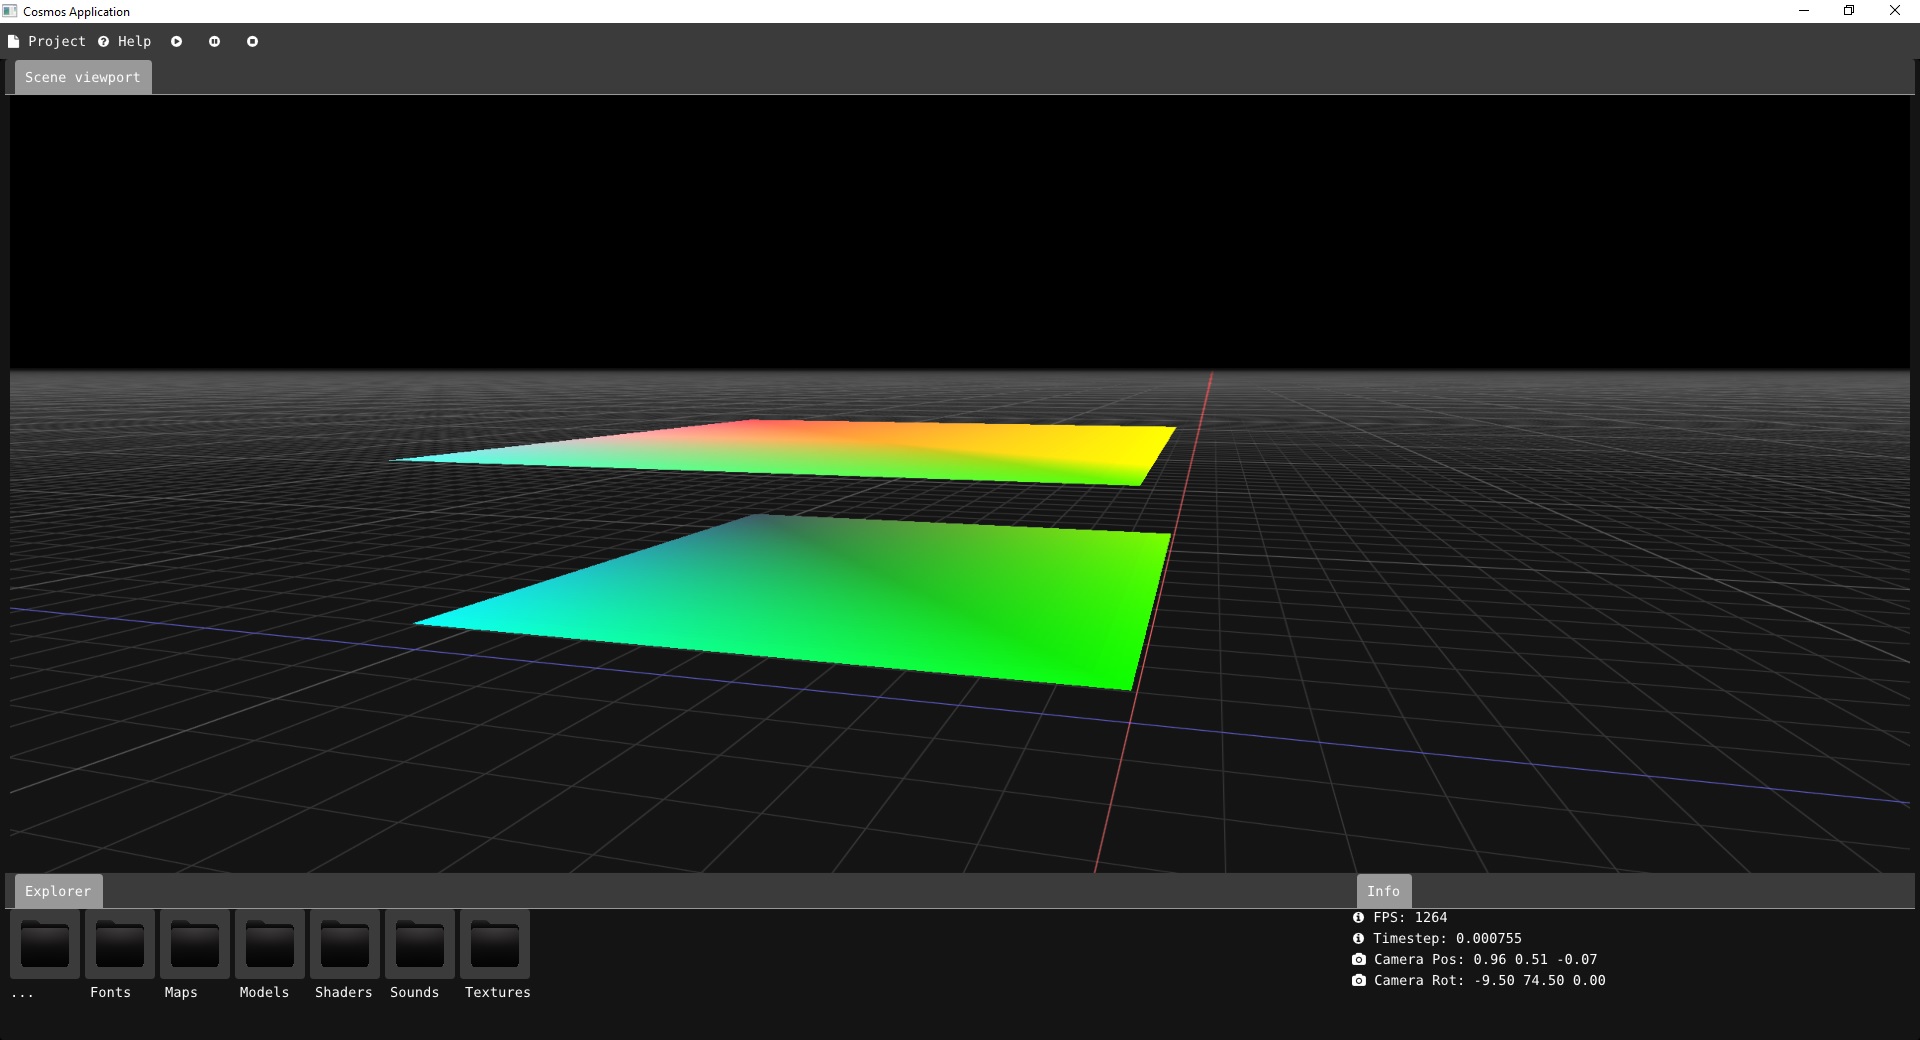 Cosmos Application
Project Help
Scene viewport
Explorer
Info
... Fonts Maps Models Shaders Sounds Textures
FPS: 1264
Timestep: 0.000755
Camera Pos: 0.96 0.51 -0.07
Camera Rot: -9.50 74.50 0.00